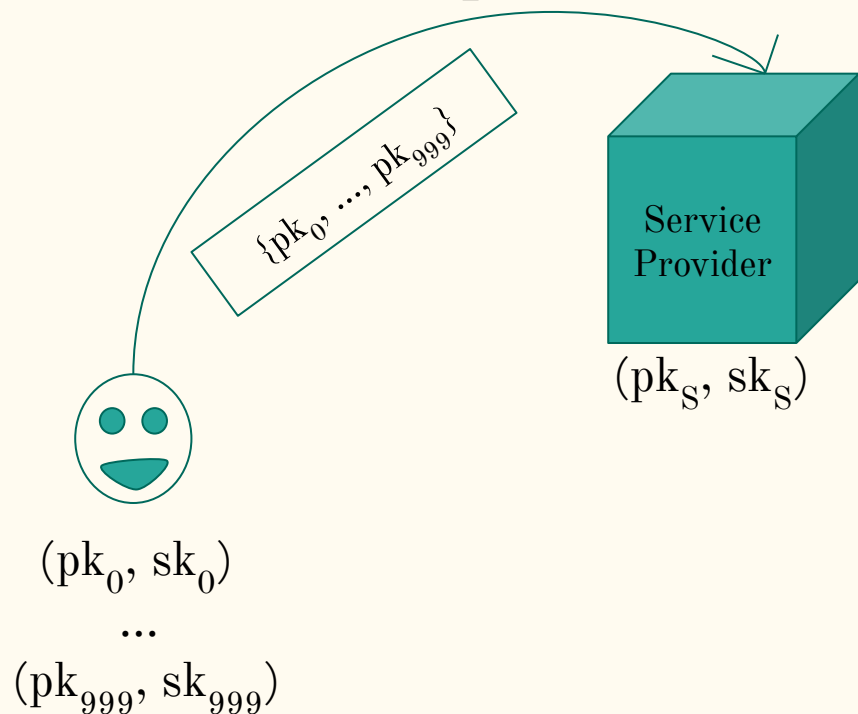 {pk₀, ..., pk₉₉₉}
Service
Provider
(pkₛ, skₛ)
(pk₀, sk₀)
...
(pk₉₉₉, sk₉₉₉)